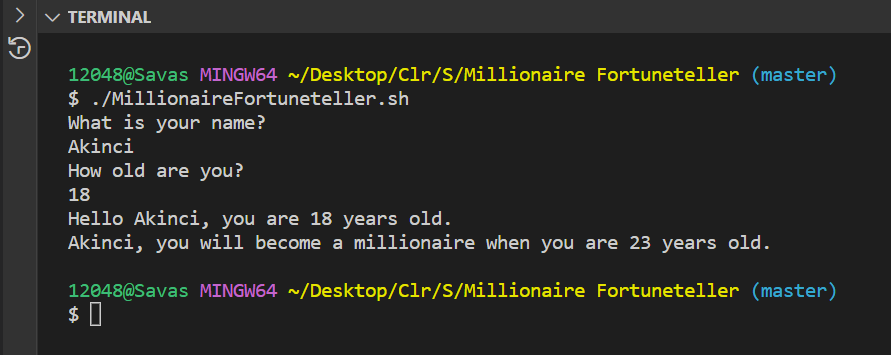 TERMINAL
12048@Savas MINGW64 ~/Desktop/Clr/S/Millionaire Fortuneteller (master)
$ ./MillionaireFortuneteller.sh
What is your name?
Akinci
How old are you?
18
Hello Akinci, you are 18 years old.
Akinci, you will become a millionaire when you are 23 years old.
12048@Savas MINGW64 ~/Desktop/Clr/S/Millionaire Fortuneteller (master)
$